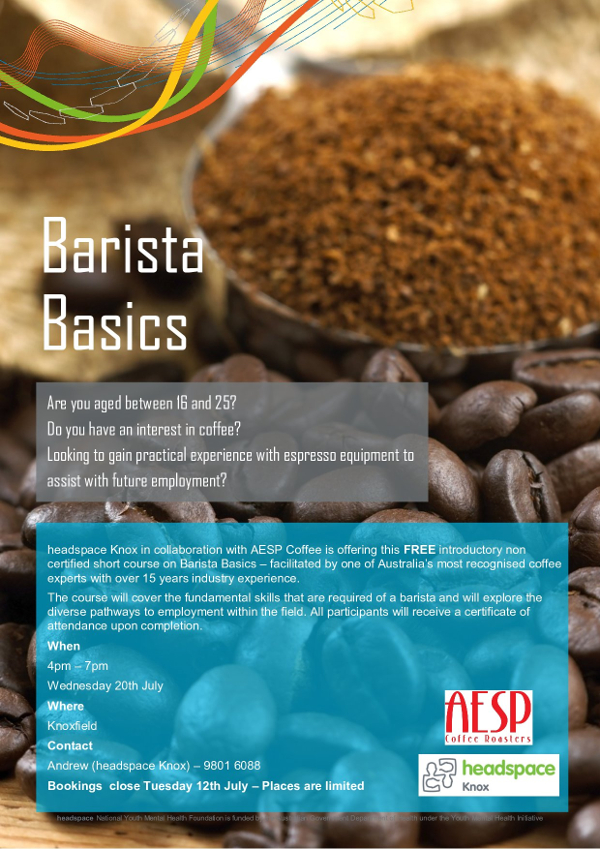 Barista
Basics
Are you aged between 16 and 25?
Do you have an interest in coffee?
Looking to gain practical experience with espresso equipment to
assist with future employment?
headspace Knox in collaboration with AESP Coffee is offering this FREE introductory non
certified short course on Barista Basics – facilitated by one of Australia's most recognised coffee
experts with over 15 years industry experience.
The course will cover the fundamental skills that are required of a barista and will explore the
diverse pathways to employment within the field. All participants will receive a certificate of
attendance upon completion.
When
4pm – 7pm
Wednesday 20th July
Where
Knoxfield
Contact
Andrew (headspace Knox) – 9801 6088
Bookings  close Tuesday 12th July – Places are limited
AESP
Coffee Roasters
headspace
Knox
headspace National Youth Mental Health Foundation is funded under the Youth Mental Health Initiative